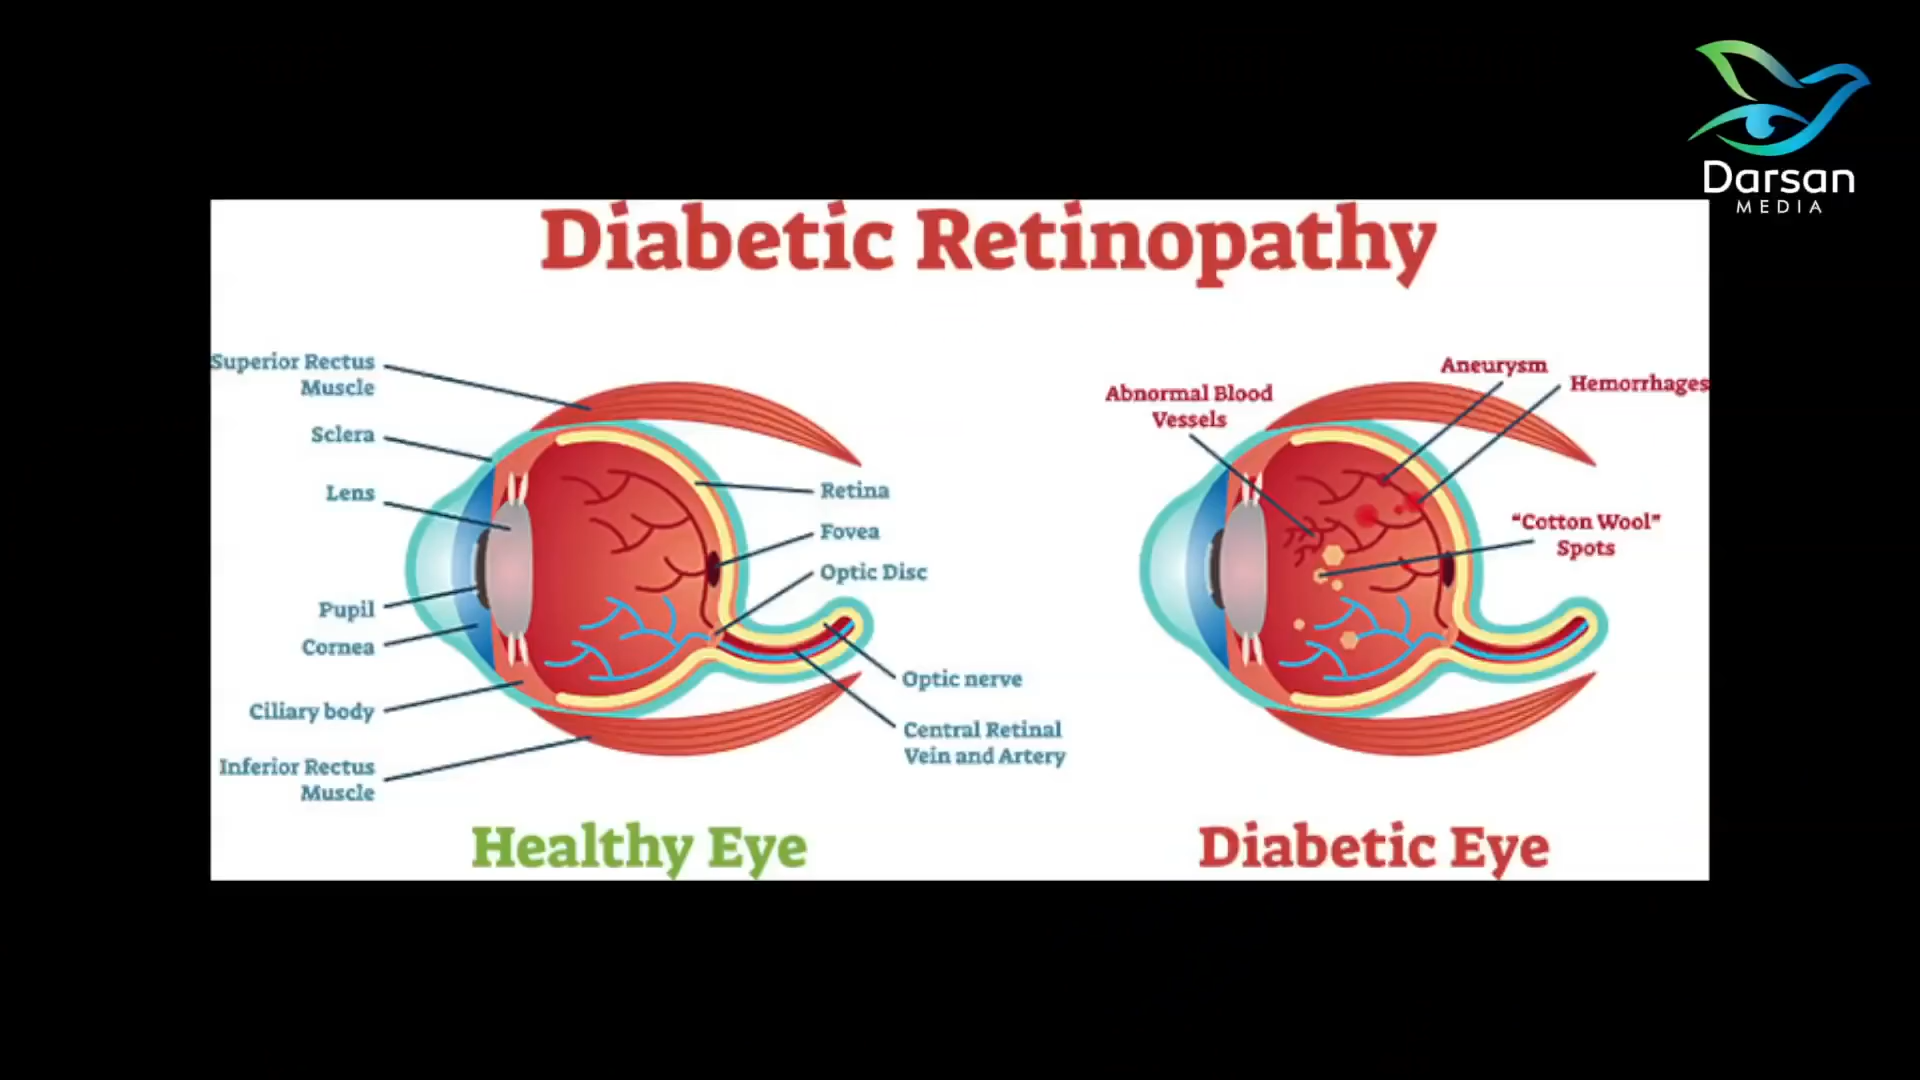 Darsan
MEDIA
Diabetic Retinopathy
Superior Rectus
Muscle
Sclera
Lens
Pupil
Cornea
Ciliary body
Inferior Rectus
Muscle
Retina
Fovea
Optic Disc
Optic nerve
Central Retinal
Vein and Artery
Healthy Eye
Abnormal Blood
Vessels
Aneurysm
Hemorrhages
"Cotton Wool"
Spots
Diabetic Eye